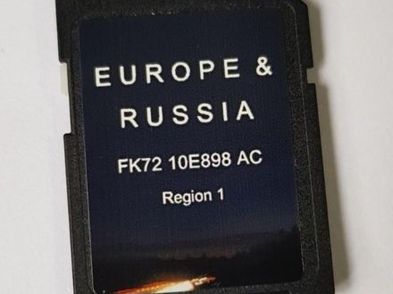 EUROPE &
RUSSIA
FK72 10E898 AC
Region 1